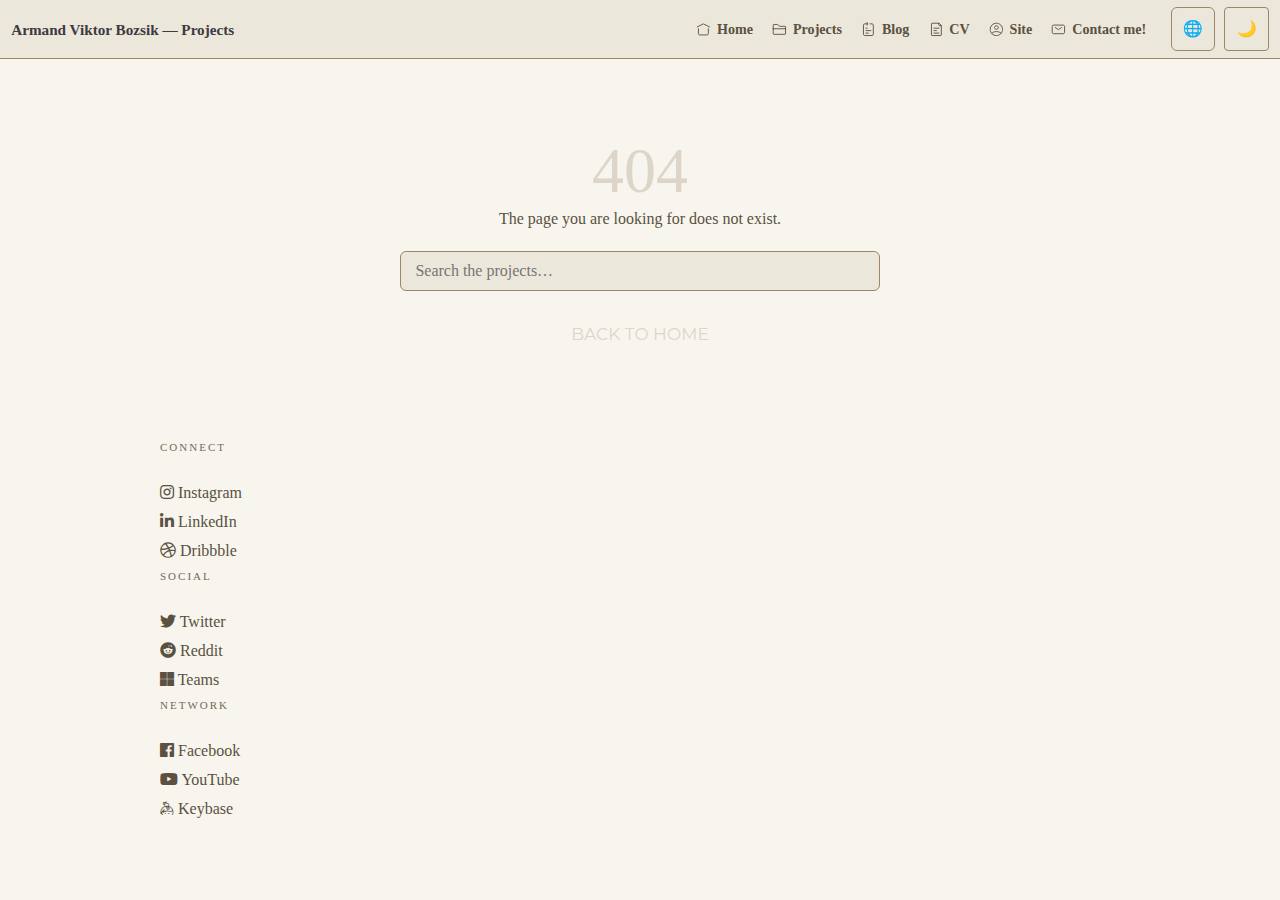 Armand Viktor Bozsik — Projects
Home Projects Blog CV Site Contact me!
404
The page you are looking for does not exist.
Search the projects…
BACK TO HOME
CONNECT
Instagram
LinkedIn
Dribbble
SOCIAL
Twitter
Reddit
Teams
NETWORK
Facebook
YouTube
Keybase